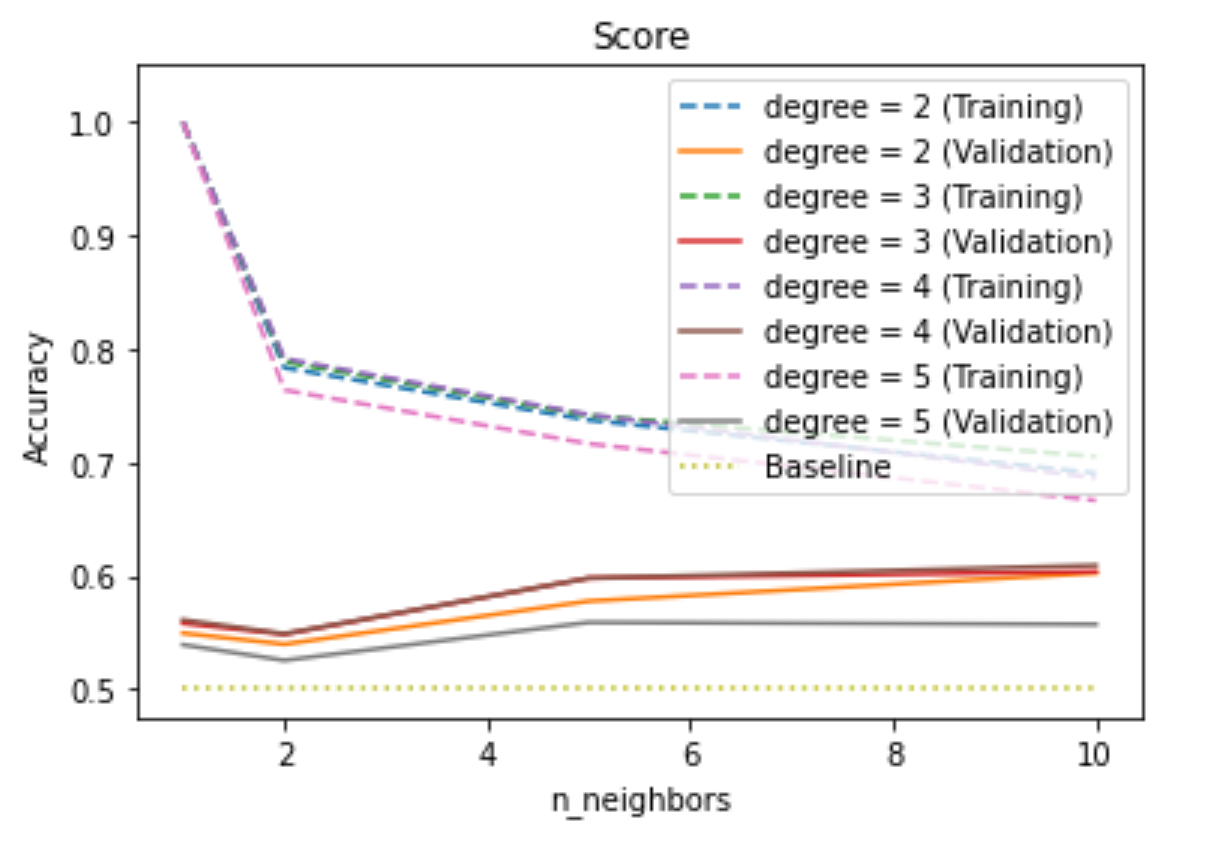 Score
Accuracy
1.0
0.9
0.8
0.7
0.6
0.5
degree = 2 (Training)
degree = 2 (Validation)
degree = 3 (Training)
degree = 3 (Validation)
degree = 4 (Training)
degree = 4 (Validation)
degree = 5 (Training)
degree = 5 (Validation)
Baseline
2 4 6 8 10
n_neighbors